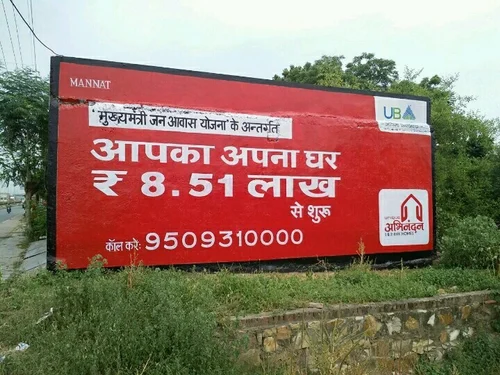 MANNAT
UB
"मुख्यमंत्री जन आवास योजना" के अन्तर्गत
आपका अपना घर
₹ 8.51 लाख
से शुरू
कॉल करेः 9509310000
अभिनंदन